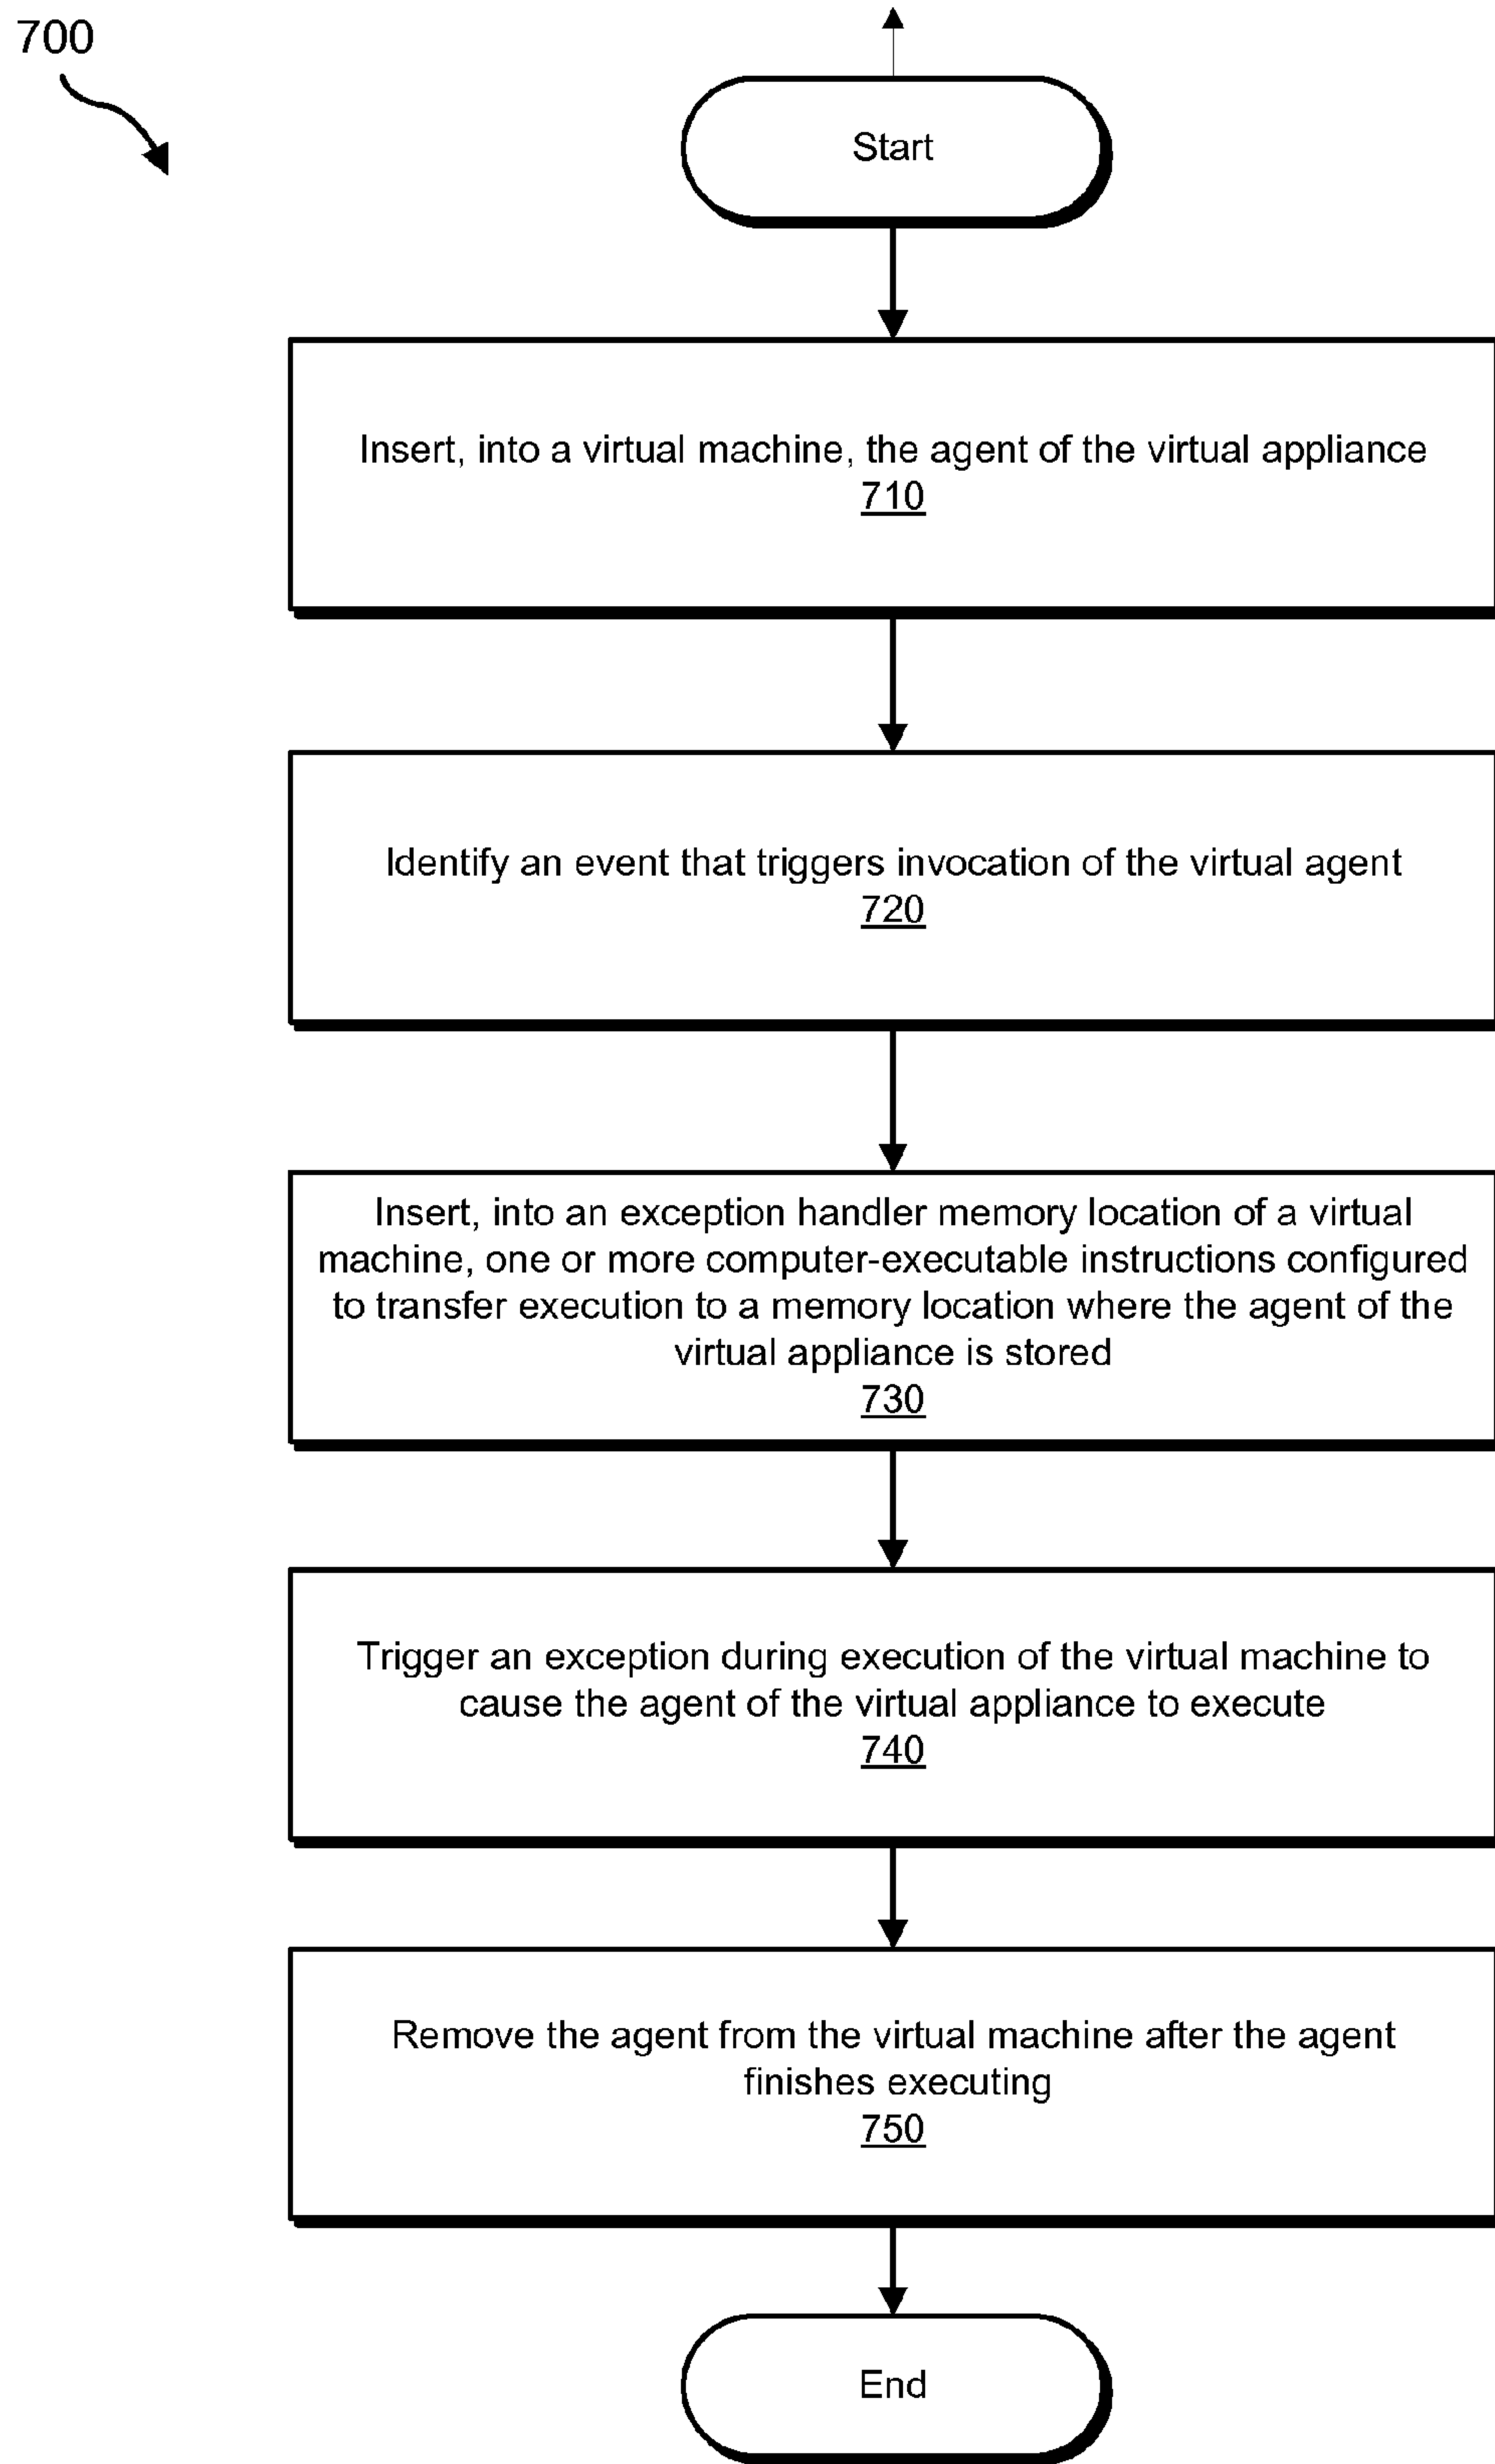 700
Start
Insert, into a virtual machine, the agent of the virtual appliance
710
Identify an event that triggers invocation of the virtual agent
720
Insert, into an exception handler memory location of a virtual
machine, one or more computer-executable instructions configured
to transfer execution to a memory location where the agent of the
virtual appliance is stored
730
Trigger an exception during execution of the virtual machine to
cause the agent of the virtual appliance to execute
740
Remove the agent from the virtual machine after the agent
finishes executing
750
End